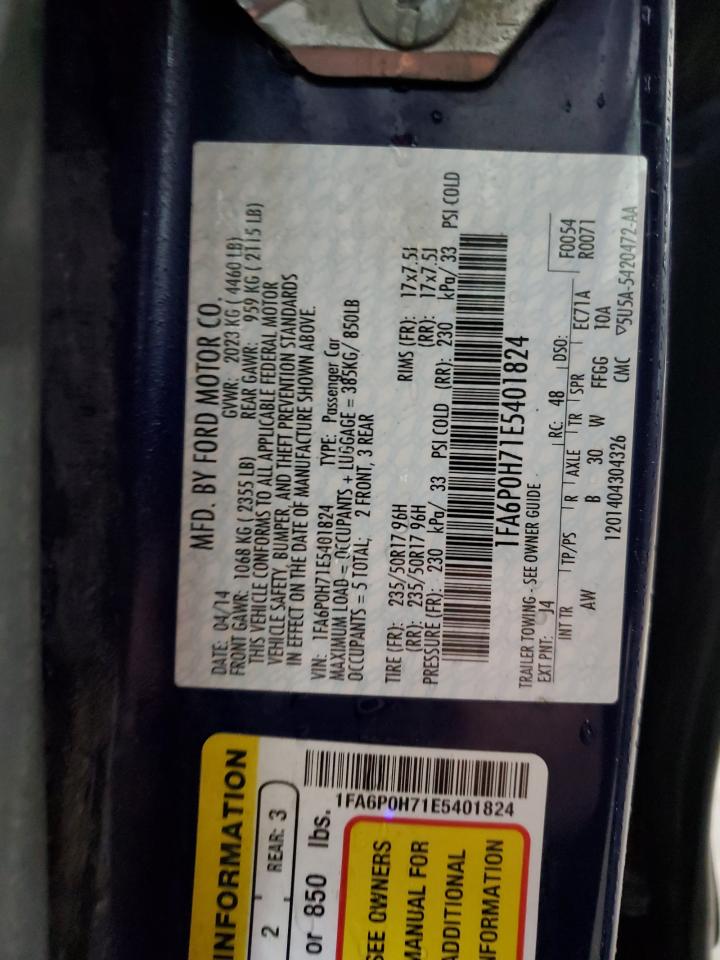 MFD. BY FORD MOTOR CO.
DATE: 04/14 GVWR: 2023 KG ( 4460 LB)
FRONT GAWR: 1068 KG ( 2355 LB) REAR GAWR: 959 KG ( 2115 LB)
THIS VEHICLE CONFORMS TO ALL APPLICABLE FEDERAL MOTOR
VEHICLE SAFETY, BUMPER, AND THEFT PREVENTION STANDARDS
IN EFFECT ON THE DATE OF MANUFACTURE SHOWN ABOVE.
VIN: 1FA6P0H71E5401824 TYPE: Passenger Car
MAXIMUM LOAD = OCCUPANTS + LUGGAGE = 385KG/ 850LB
OCCUPANTS = 5 TOTAL; 2 FRONT, 3 REAR
TIRE (FR): 235/50R17 96H RIMS (FR): 17x7.5J
(RR): 235/50R17 96H (RR): 17x7.5J
PRESSURE (FR): 230 kPa/ 33 PSI COLD (RR): 230 kPa/ 33 PSI COLD
1FA6P0H71E5401824
TRAILER TOWING - SEE OWNER GUIDE
EXT PNT: J4 RC: 48 DSO: F0054
R0071
INT TR TP/PS R AXLE TR SPR EC71A
AW B 30 W FFGG TOA
1201404304326 CMC ▽5U5A-5420472-AA
INFORMATION
2 REAR: 3
or 850 lbs.
1FA6P0H71E5401824
SEE OWNERS
MANUAL FOR
ADDITIONAL
INFORMATION